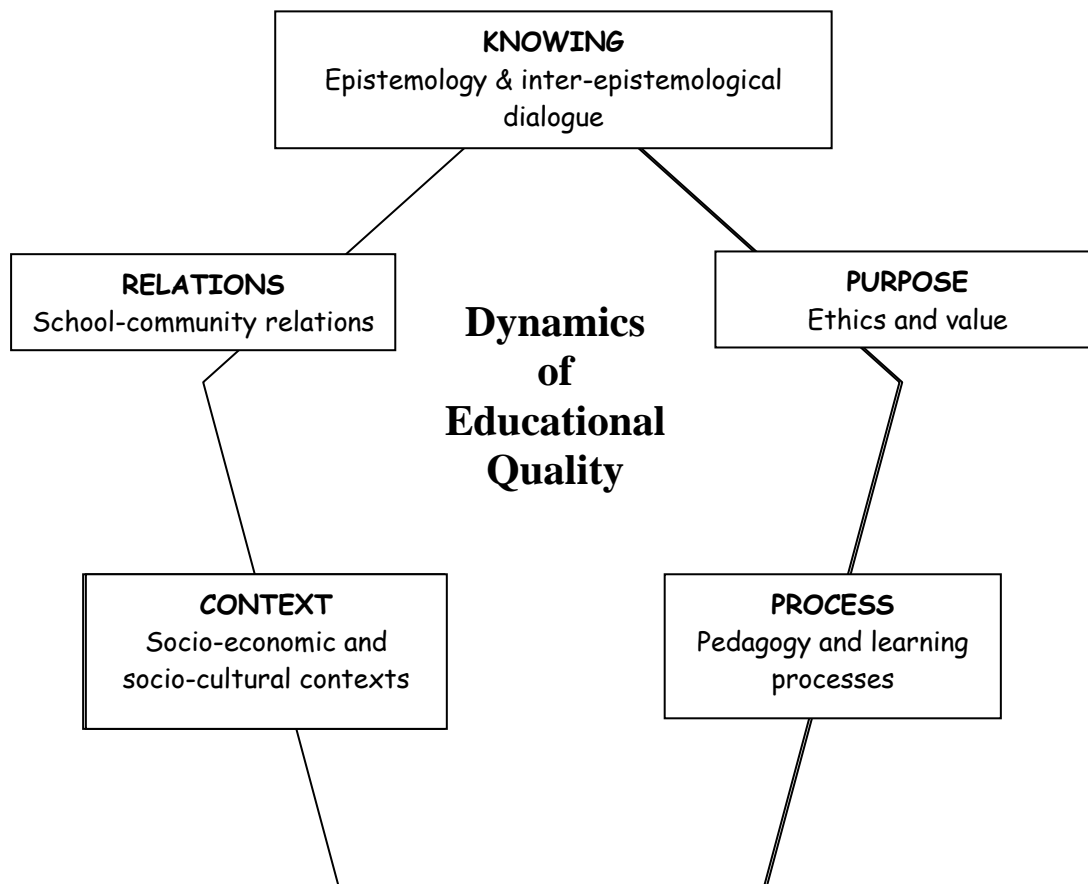 KNOWING
Epistemology & inter-epistemological
dialogue
RELATIONS
School-community relations
PURPOSE
Ethics and value
Dynamics
of
Educational
Quality
CONTEXT
Socio-economic and
socio-cultural contexts
PROCESS
Pedagogy and learning
processes